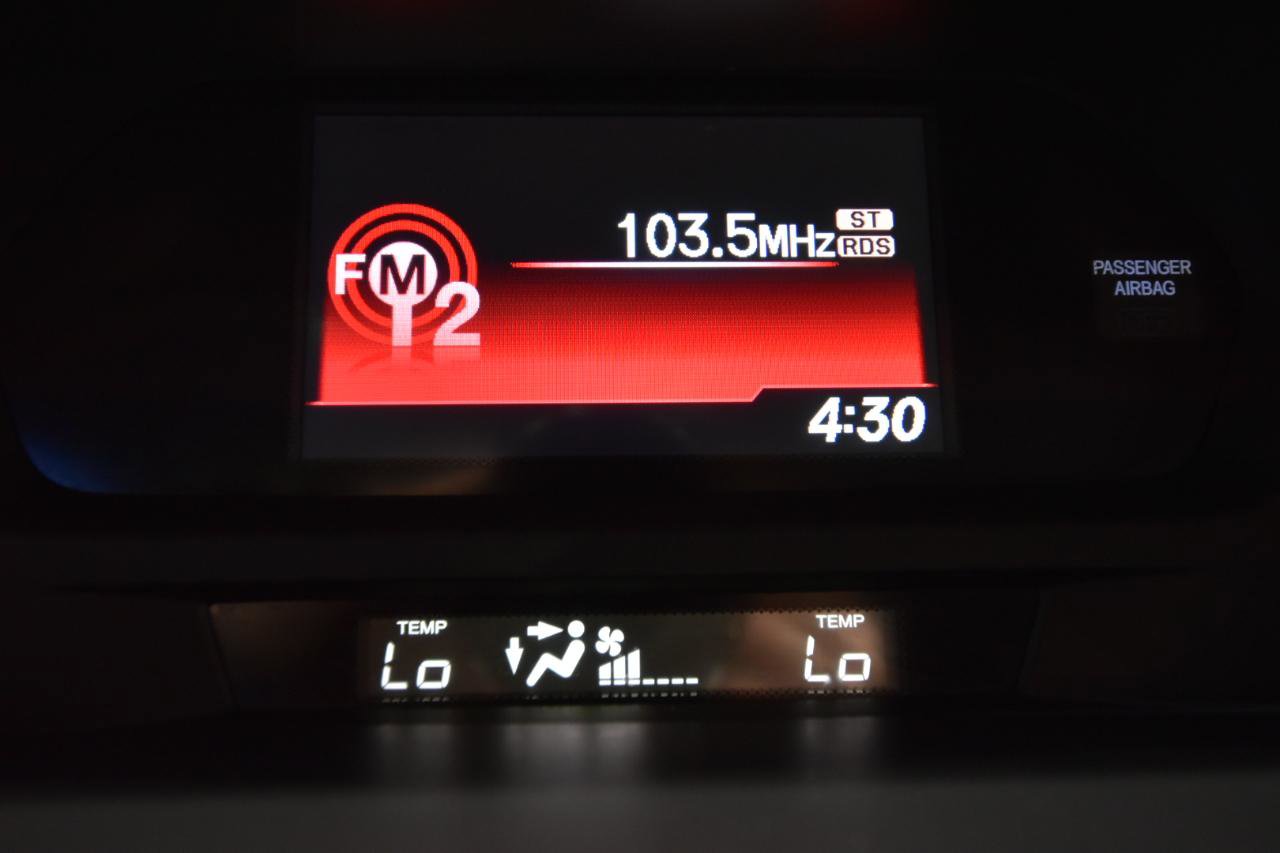 103.5MHz ST
RDS
FM
2
PASSENGER
AIRBAG
4:30
TEMP
Lo
TEMP
Lo